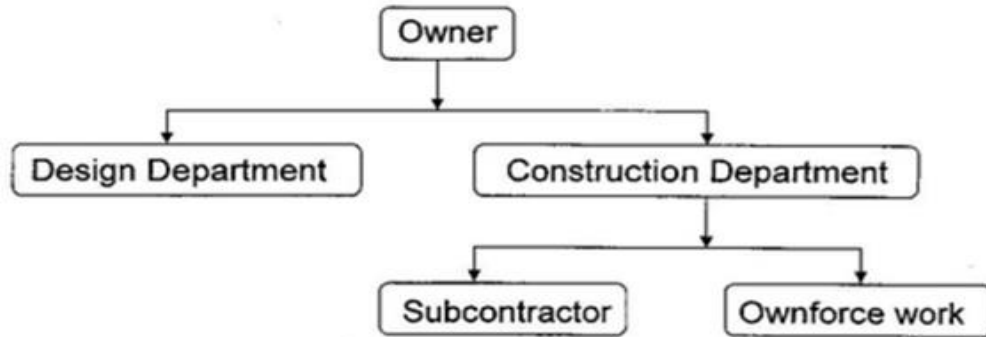 Owner
Design Department
Construction Department
Subcontractor
Ownforce work